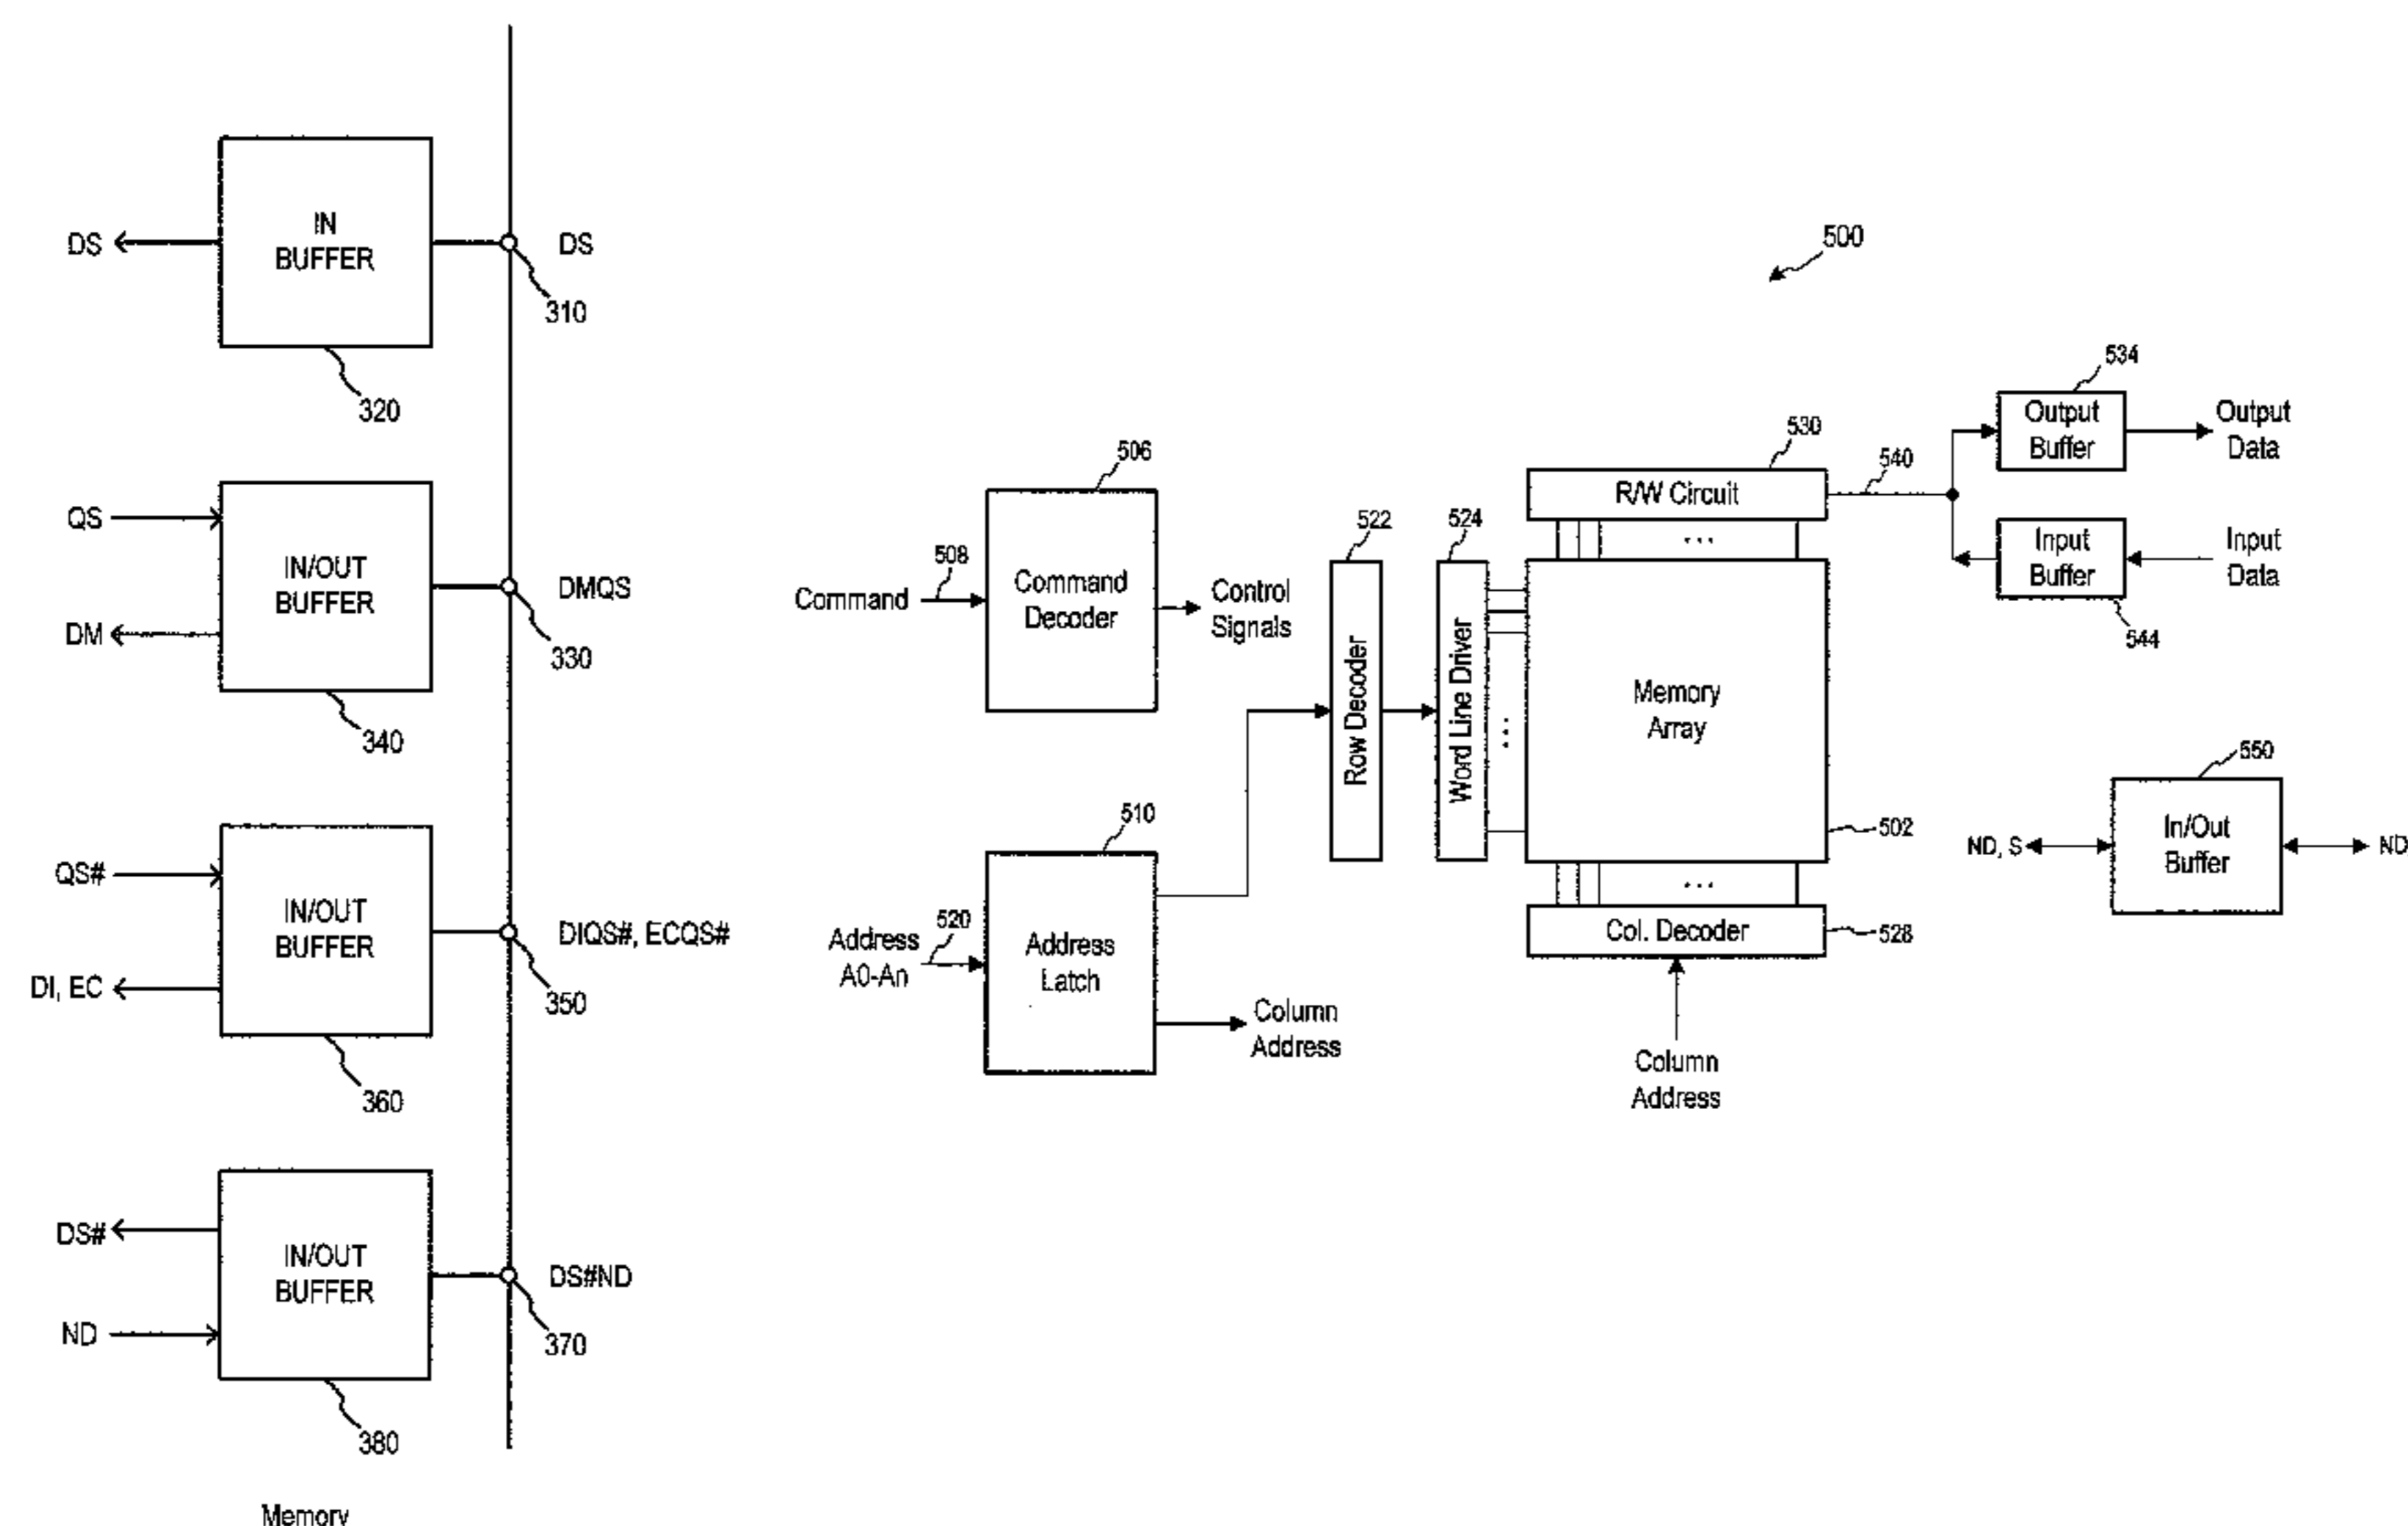 DS
IN
BUFFER
DS
310
320
QS
IN/OUT
BUFFER
DM
DMQS
330
340
QS#
IN/OUT
BUFFER
DI, EC
DIQS#, ECQS#
350
360
DS#
IN/OUT
BUFFER
ND
DS#ND
370
380
Memory
500
506
Command
508
Command
Decoder
Control
Signals
510
Address
A0-An
520
Address
Latch
Column
Address
522
Row Decoder
524
Word Line Driver
530
R/W Circuit
540
...
Memory
Array
502
...
Col. Decoder
528
Column
Address
534
Output
Buffer
Output
Data
Input
Buffer
Input
Data
544
550
ND, S
In/Out
Buffer
ND